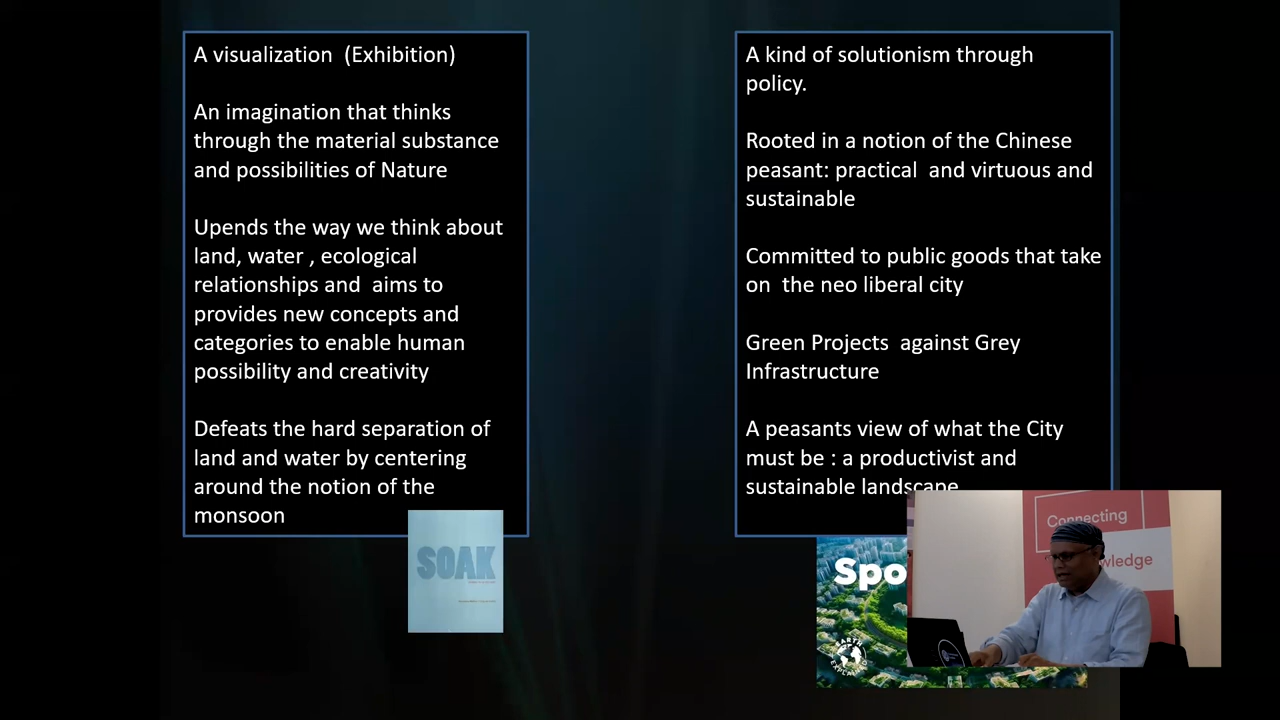 A visualization (Exhibition)
An imagination that thinks
through the material substance
and possibilities of Nature
Upends the way we think about
land, water , ecological
relationships and aims to
provides new concepts and
categories to enable human
possibility and creativity
Defeats the hard separation of
land and water by centering
around the notion of the
monsoon
SOAK
A kind of solutionism through
policy.
Rooted in a notion of the Chinese
peasant: practical and virtuous and
sustainable
Committed to public goods that take
on the neo liberal city
Green Projects against Grey
Infrastructure
A peasants view of what the City
must be : a productivist and
sustainable landscape
Spo
EARTH
EXPLAINED
Connecting
wledge